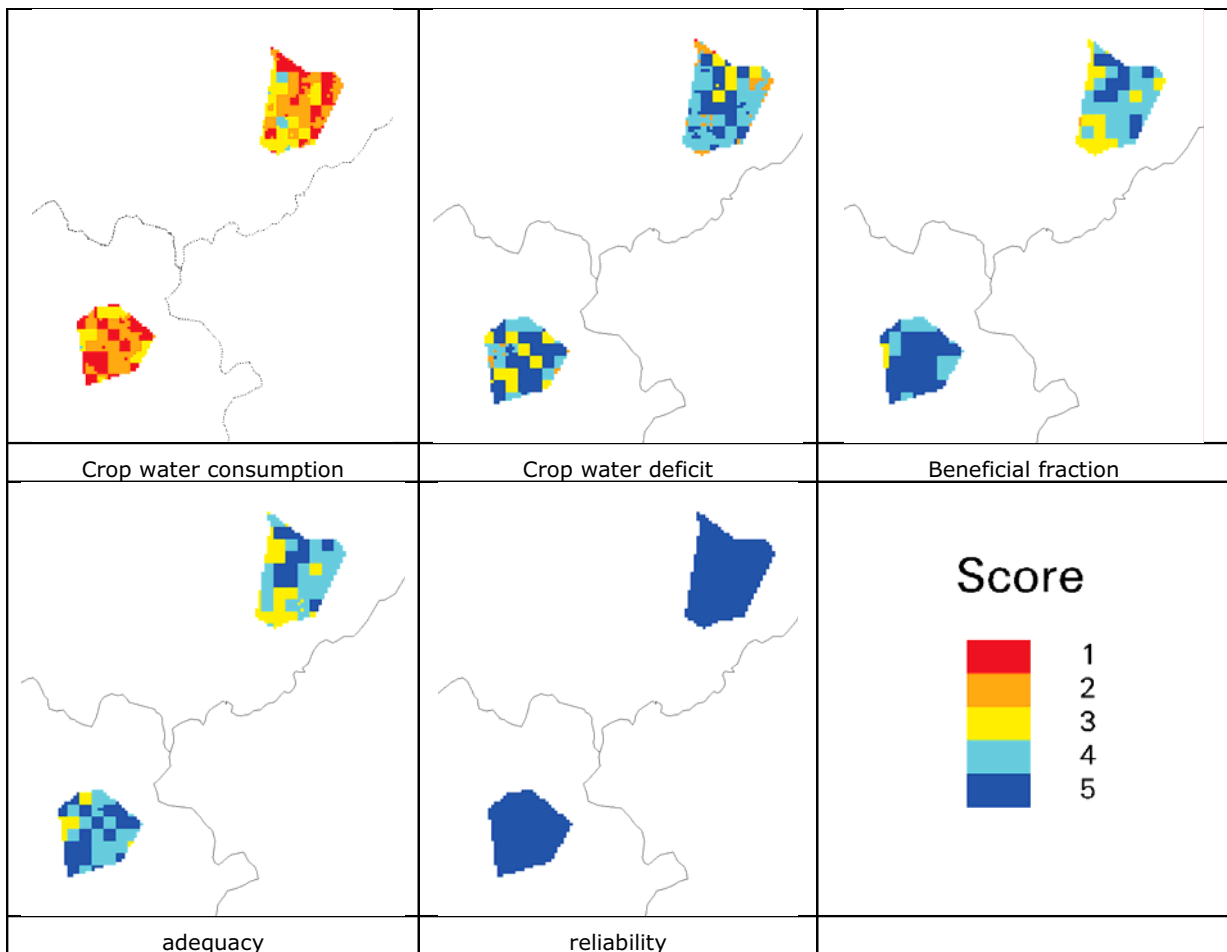 Crop water consumption
Crop water deficit
Beneficial fraction
Score
1
2
3
4
5
adequacy
reliability